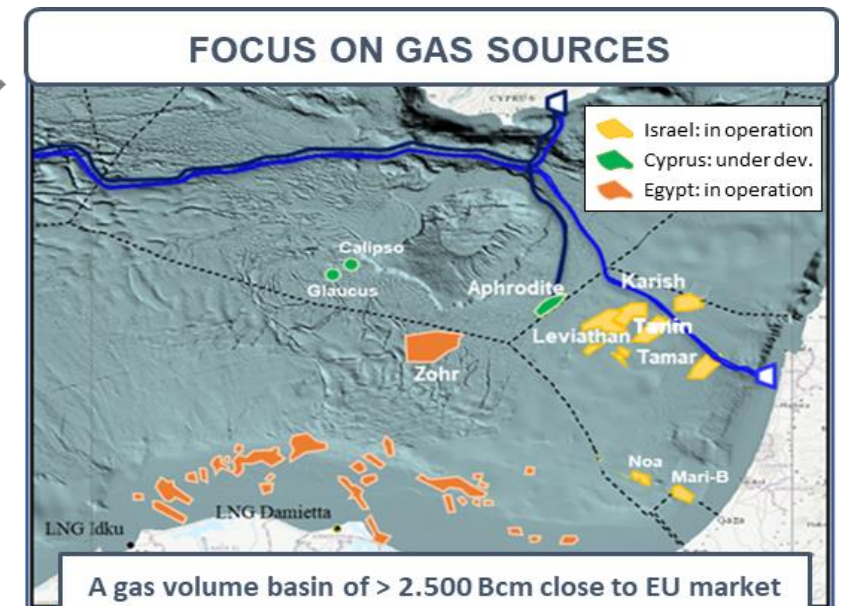 FOCUS ON GAS SOURCES
CYPRUS
Israel: in operation
Cyprus: under dev.
Egypt: in operation
Calipso
Glaucus
Aphrodite
Karish
Leviathan
Tanin
Tamar
Zohr
Noa
Mari-B
Gaza
LNG Damietta
LNG Idku
A gas volume basin of > 2.500 Bcm close to EU market